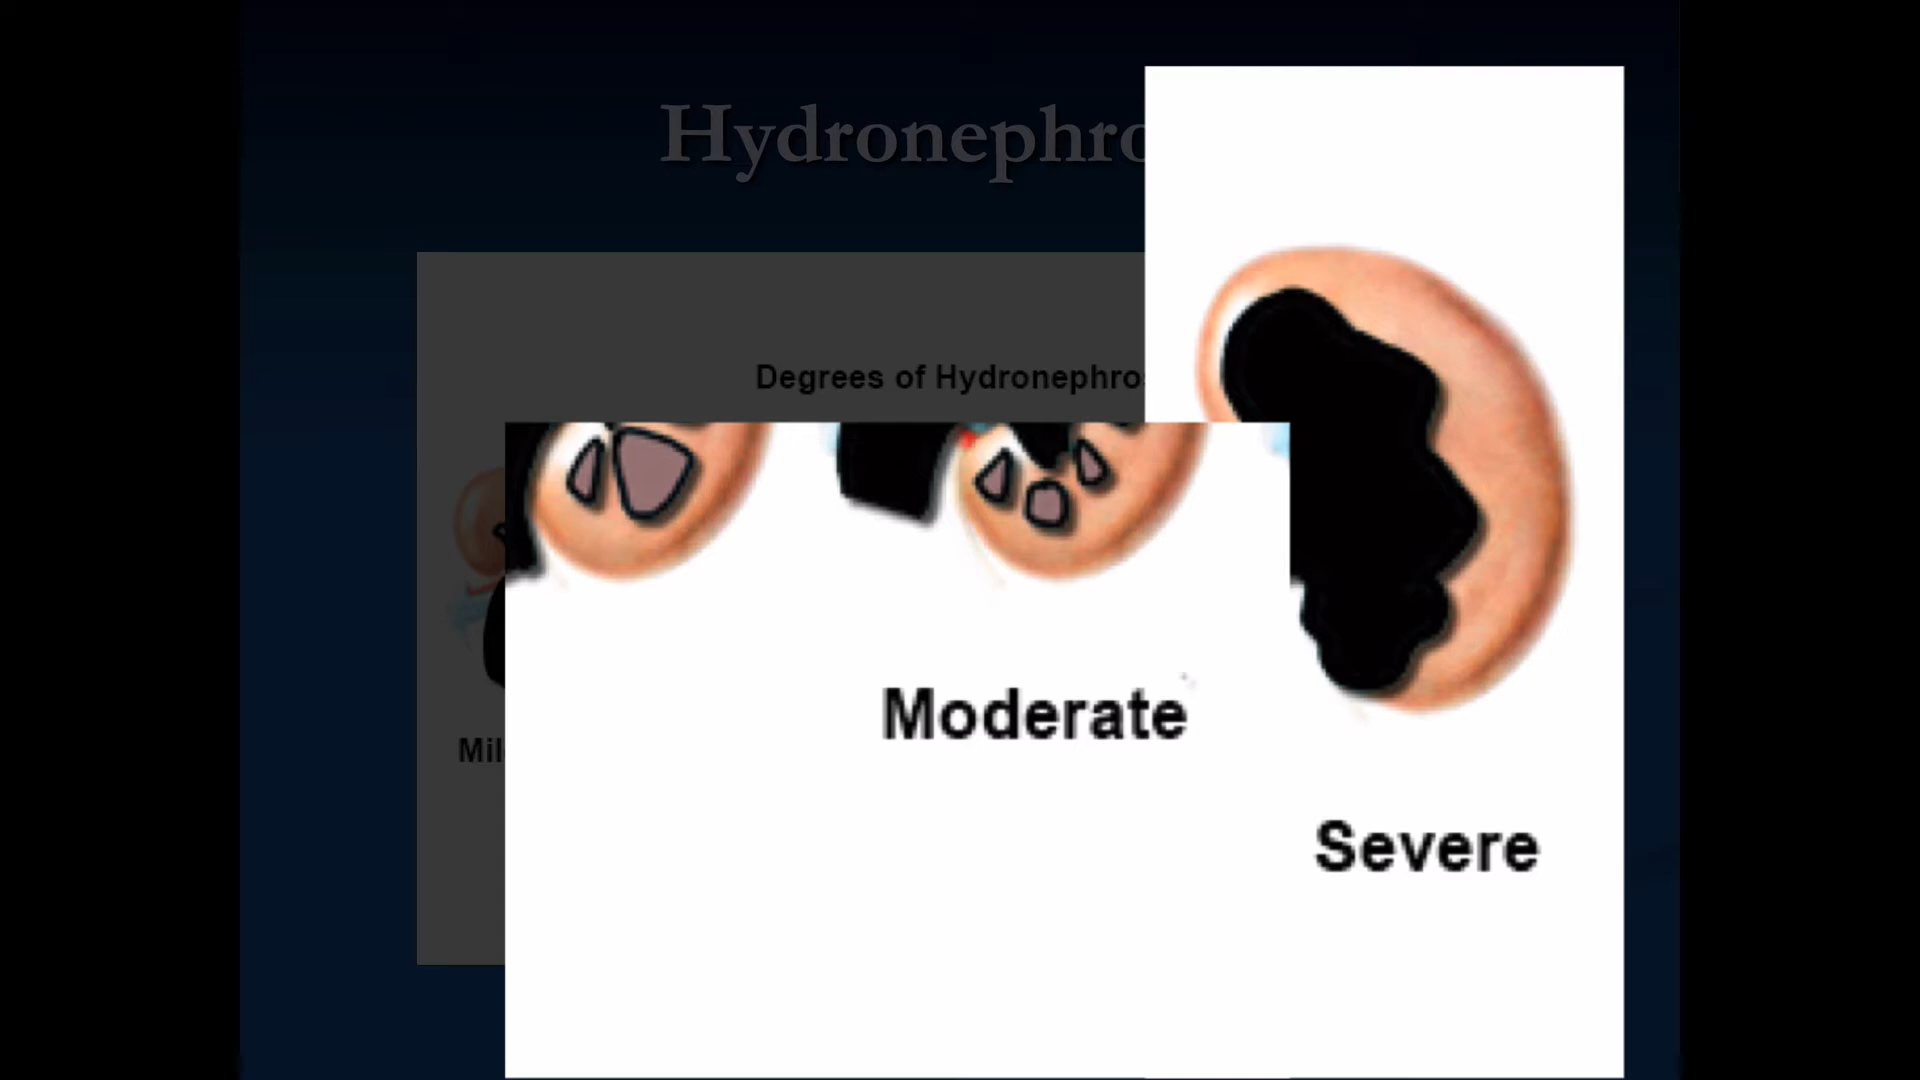 Hydronephro
Degrees of Hydronephro
Mil
Moderate
Severe